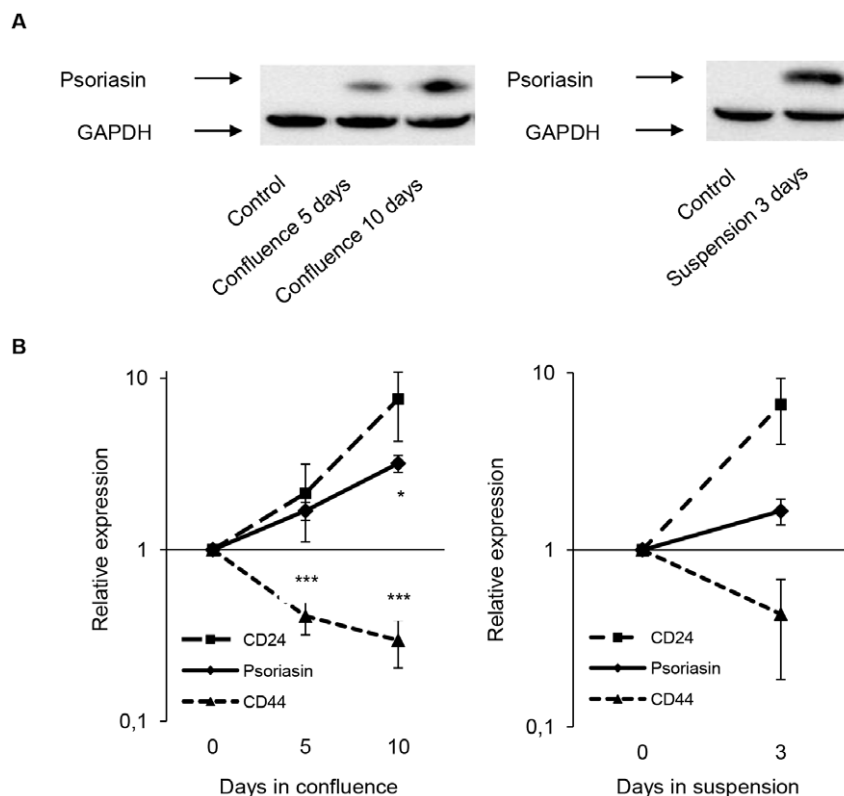 A
Psoriasin
GAPDH
Control
Confluence 5 days
Confluence 10 days
Psoriasin
GAPDH
Control
Suspension 3 days
B
Relative expression
10
1
0,1
*
***
***
CD24
Psoriasin
CD44
0 5 10
Days in confluence
Relative expression
10
1
0,1
CD24
Psoriasin
CD44
0 3
Days in suspension